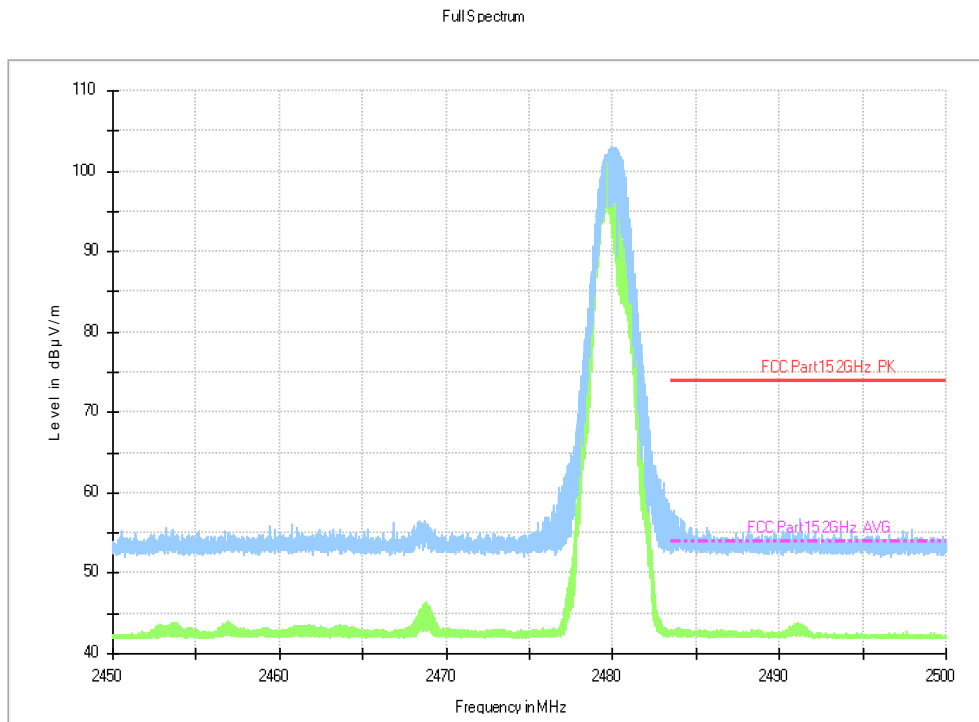 Full Spectrum
110
100
90
80
70
60
50
40
Level in dBµV/m
FCC Part15 2GHz PK
FCC Part15 2GHz AVG
2450
2460
2470
2480
2490
2500
Frequency in MHz